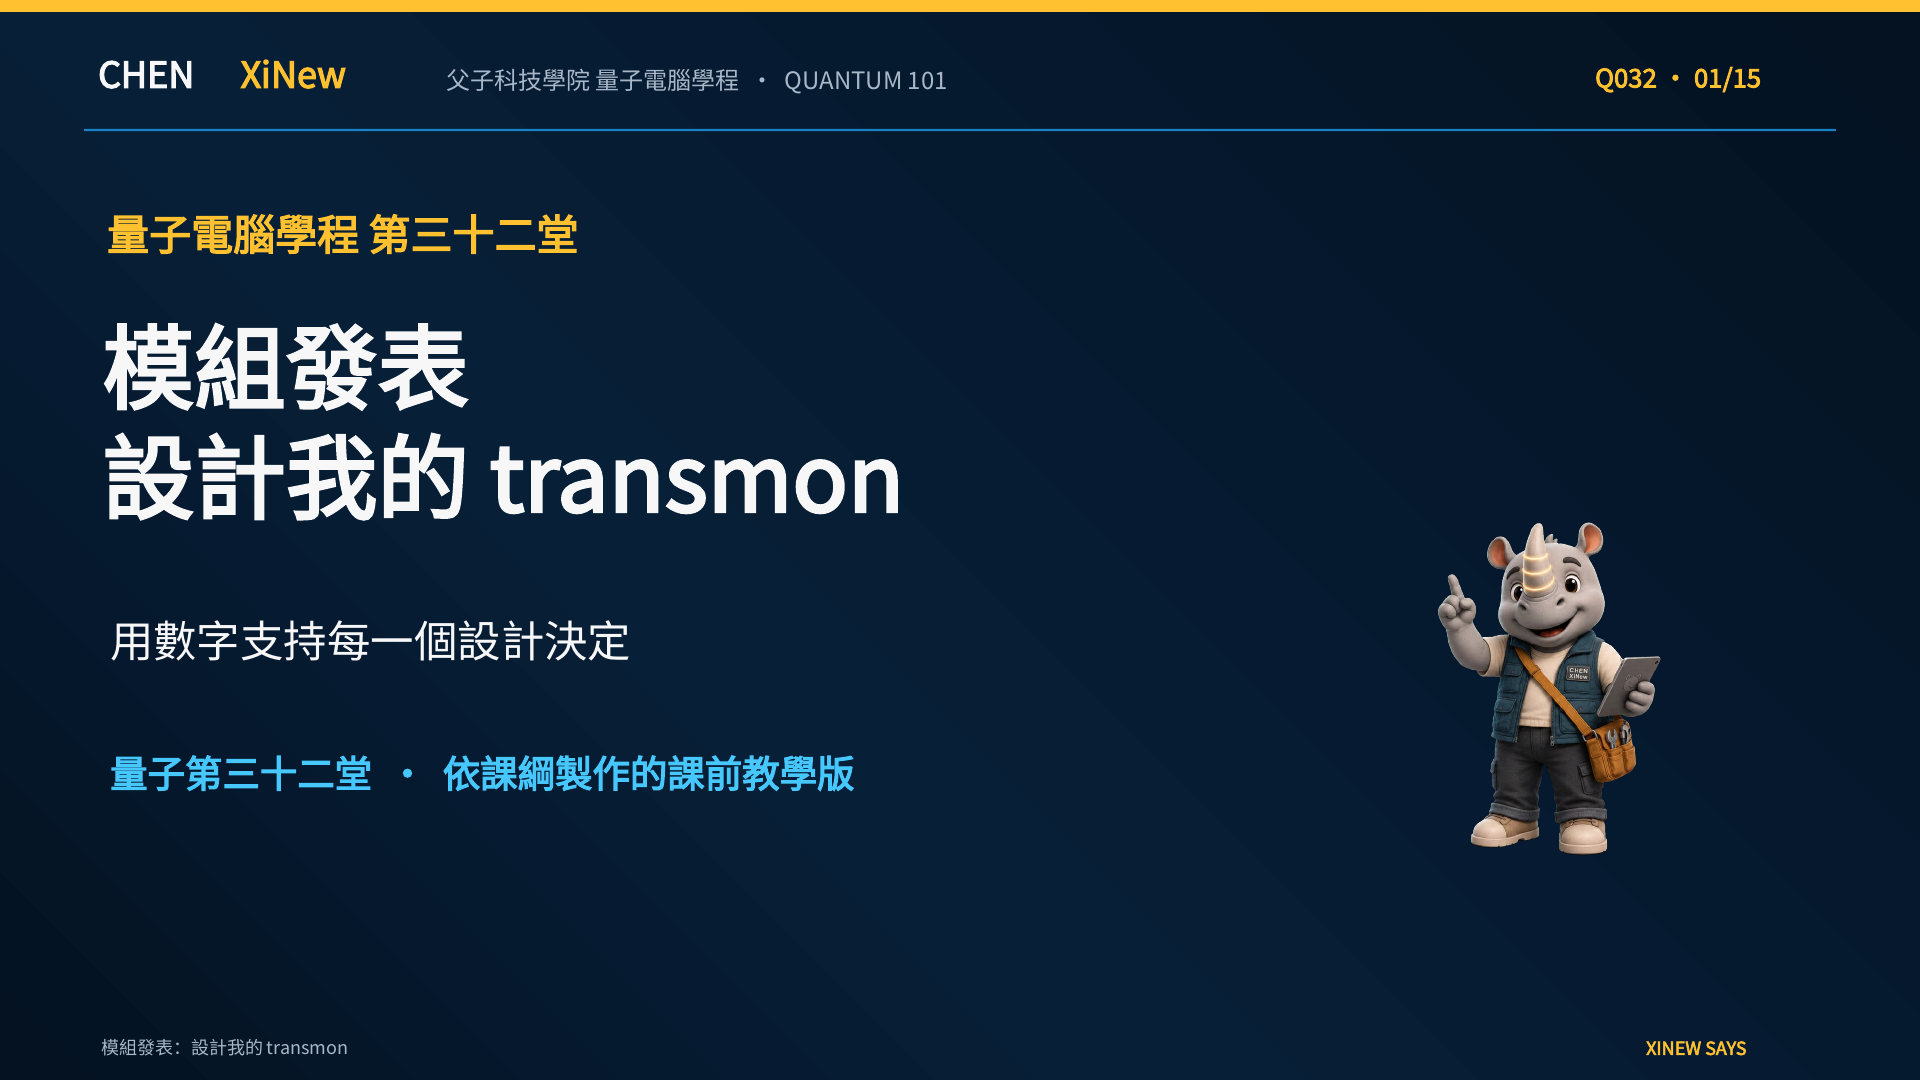 CHEN XiNew 父子科技學院 量子電腦學程 • QUANTUM 101 Q032 • 01/15
量子電腦學程 第三十二堂
模組發表
設計我的 transmon
用數字支持每一個設計決定
量子第三十二堂 • 依課綱製作的課前教學版
CHEN
XiNew
模組發表：設計我的 transmon XINEW SAYS